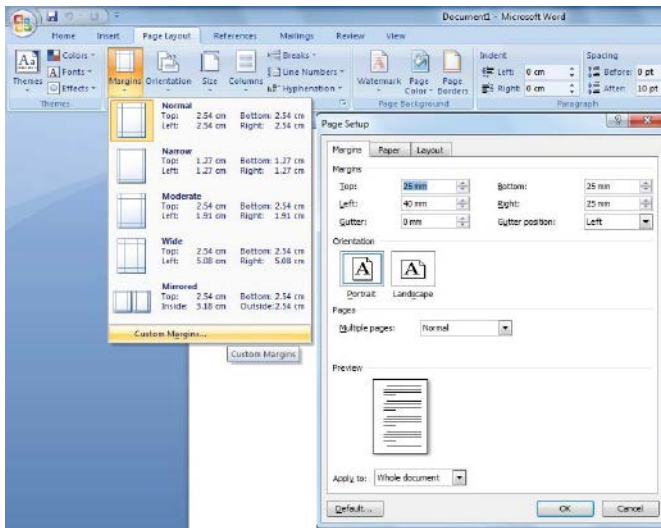 Document1 - Microsoft Word
Home Insert Page Layout References Mailings Review View
Themes
Colors
Fonts
Effects
Themes
Margins Orientation Size Columns
Breaks
Line Numbers
Hyphenation
Watermark Page Color Page Borders
Page Background
Indent
Left: 0 cm
Right: 0 cm
Spacing
Before: 0 pt
After: 10 pt
Paragraph
Normal
Top: 2.54 cm Bottom: 2.54 cm
Left: 2.54 cm Right: 2.54 cm
Narrow
Top: 1.27 cm Bottom: 1.27 cm
Left: 1.27 cm Right: 1.27 cm
Moderate
Top: 2.54 cm Bottom: 2.54 cm
Left: 1.91 cm Right: 1.91 cm
Wide
Top: 2.54 cm Bottom: 2.54 cm
Left: 5.08 cm Right: 5.08 cm
Mirrored
Top: 2.54 cm Bottom: 2.54 cm
Inside: 3.18 cm Outside: 2.54 cm
Custom Margins...
Custom Margins
Page Setup
Margins Paper Layout
Margins
Top: 25 mm Bottom: 25 mm
Left: 40 mm Right: 25 mm
Gutter: 0 mm Gutter position: Left
Orientation
A A
Portrait Landscape
Pages
Multiple pages: Normal
Preview
Apply to: Whole document
Default... OK Cancel